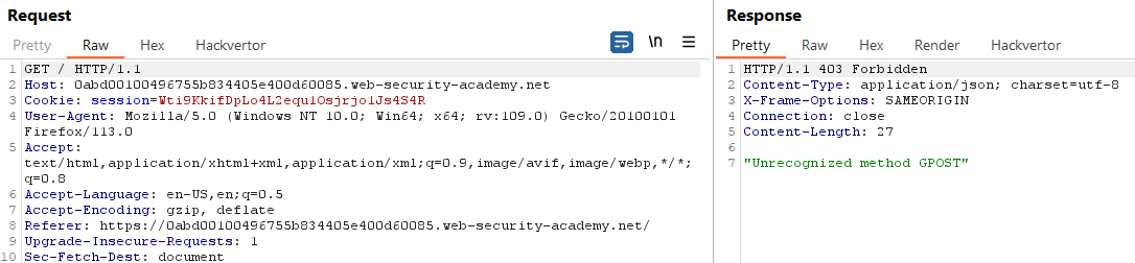 Request
Pretty Raw Hex Hackvertor \n
1 GET / HTTP/1.1
2 Host: 0abd00100496755b834405e400d60085.web-security-academy.net
3 Cookie: session=Wti9KkifDpLo4L2equ1Osjrjo1Js4S4R
4 User-Agent: Mozilla/5.0 (Windows NT 10.0; Win64; x64; rv:109.0) Gecko/20100101
Firefox/113.0
5 Accept:
text/html,application/xhtml+xml,application/xml;q=0.9,image/avif,image/webp,*/*;
q=0.8
6 Accept-Language: en-US,en;q=0.5
7 Accept-Encoding: gzip, deflate
8 Referer: https://0abd00100496755b834405e400d60085.web-security-academy.net/
9 Upgrade-Insecure-Requests: 1
10 Sec-Fetch-Dest: document
Response
Pretty Raw Hex Render Hackvertor
1 HTTP/1.1 403 Forbidden
2 Content-Type: application/json; charset=utf-8
3 X-Frame-Options: SAMEORIGIN
4 Connection: close
5 Content-Length: 27
6
7 "Unrecognized method GPOST"